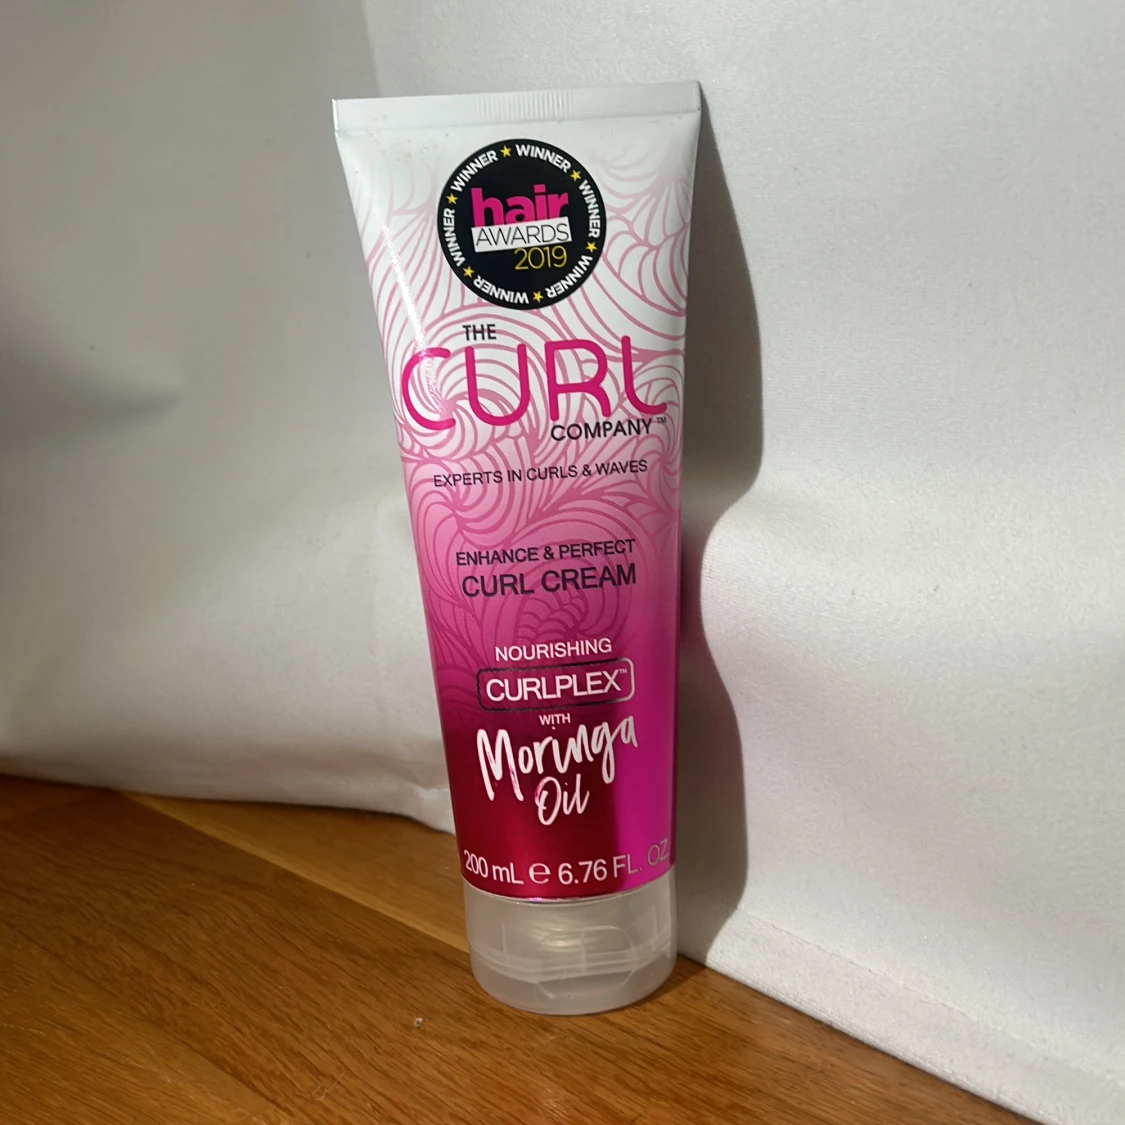 WINNER ★ WINNER ★ WINNER ★ WINNER ★ WINNER ★ WINNER ★ WINNER ★
hair
AWARDS
2019
THE
CURL
COMPANY™
EXPERTS IN CURLS & WAVES
ENHANCE & PERFECT
CURL CREAM
NOURISHING
CURLPLEX™
WITH
Moringa
Oil
200 mL ℮ 6.76 FL. OZ.